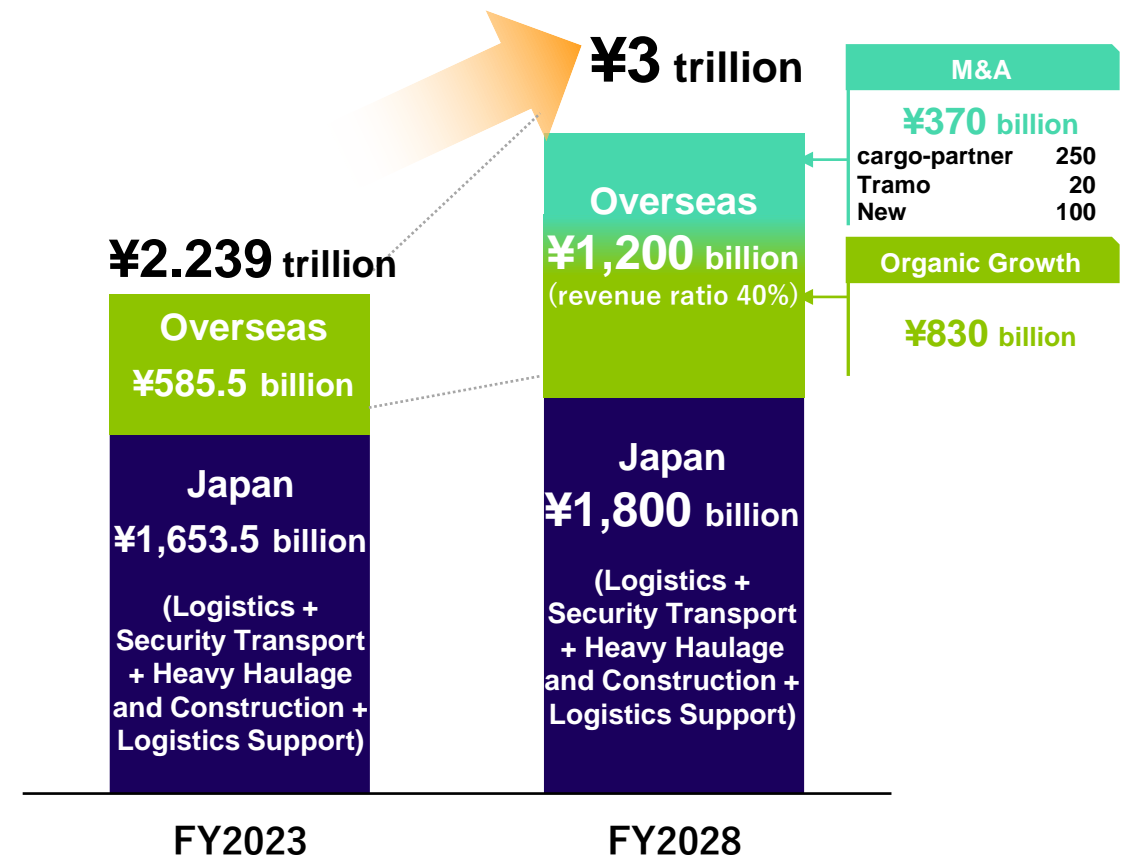 ¥3 trillion
M&A
¥370 billion
cargo-partner 250
Tramo 20
New 100
Overseas
¥1,200 billion
(revenue ratio 40%)
Organic Growth
¥830 billion
¥2.239 trillion
Overseas
¥585.5 billion
Japan
¥1,653.5 billion
(Logistics +
Security Transport
+ Heavy Haulage
and Construction +
Logistics Support)
Japan
¥1,800 billion
(Logistics +
Security Transport
+ Heavy Haulage
and Construction +
Logistics Support)
FY2023
FY2028